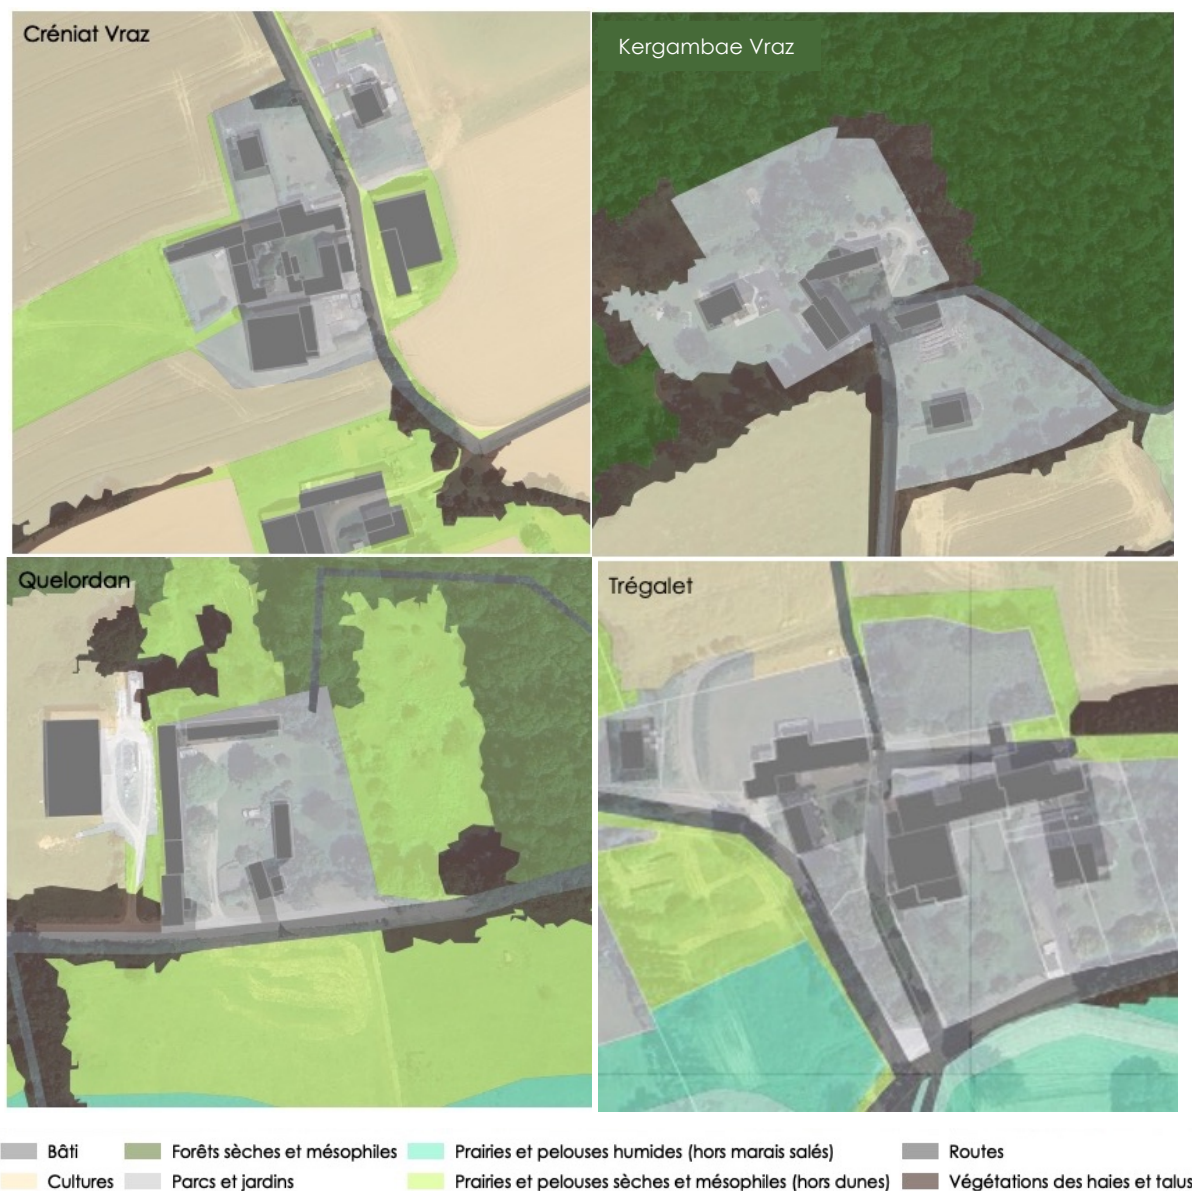 Créniat Vraz
Kergambae Vraz
Quelordan
Trégalet
Bâti
Forêts sèches et mésophiles
Prairies et pelouses humides (hors marais salés)
Routes
Cultures
Parcs et jardins
Prairies et pelouses sèches et mésophiles (hors dunes)
Végétations des haies et talus